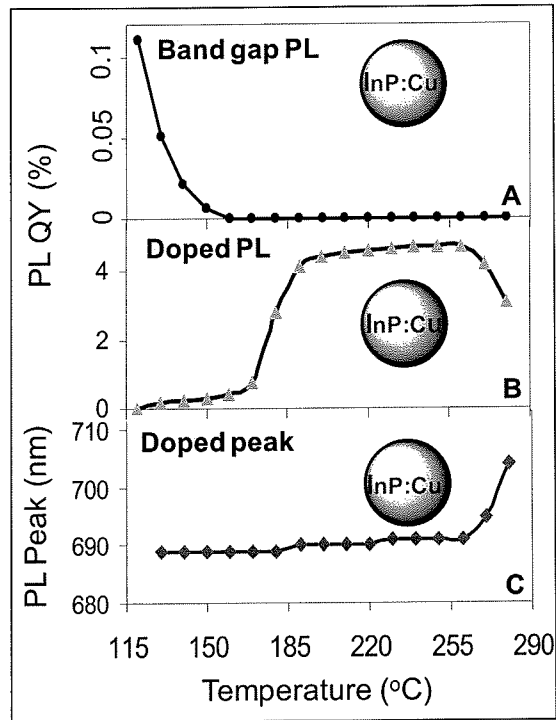 Band gap PL
InP:Cu
0.1
0.05
0
A
PL QY (%)
Doped PL
InP:Cu
4
2
0
B
Doped peak
InP:Cu
710
700
690
680
C
PL Peak (nm)
115 150 185 220 255 290
Temperature (ºC)